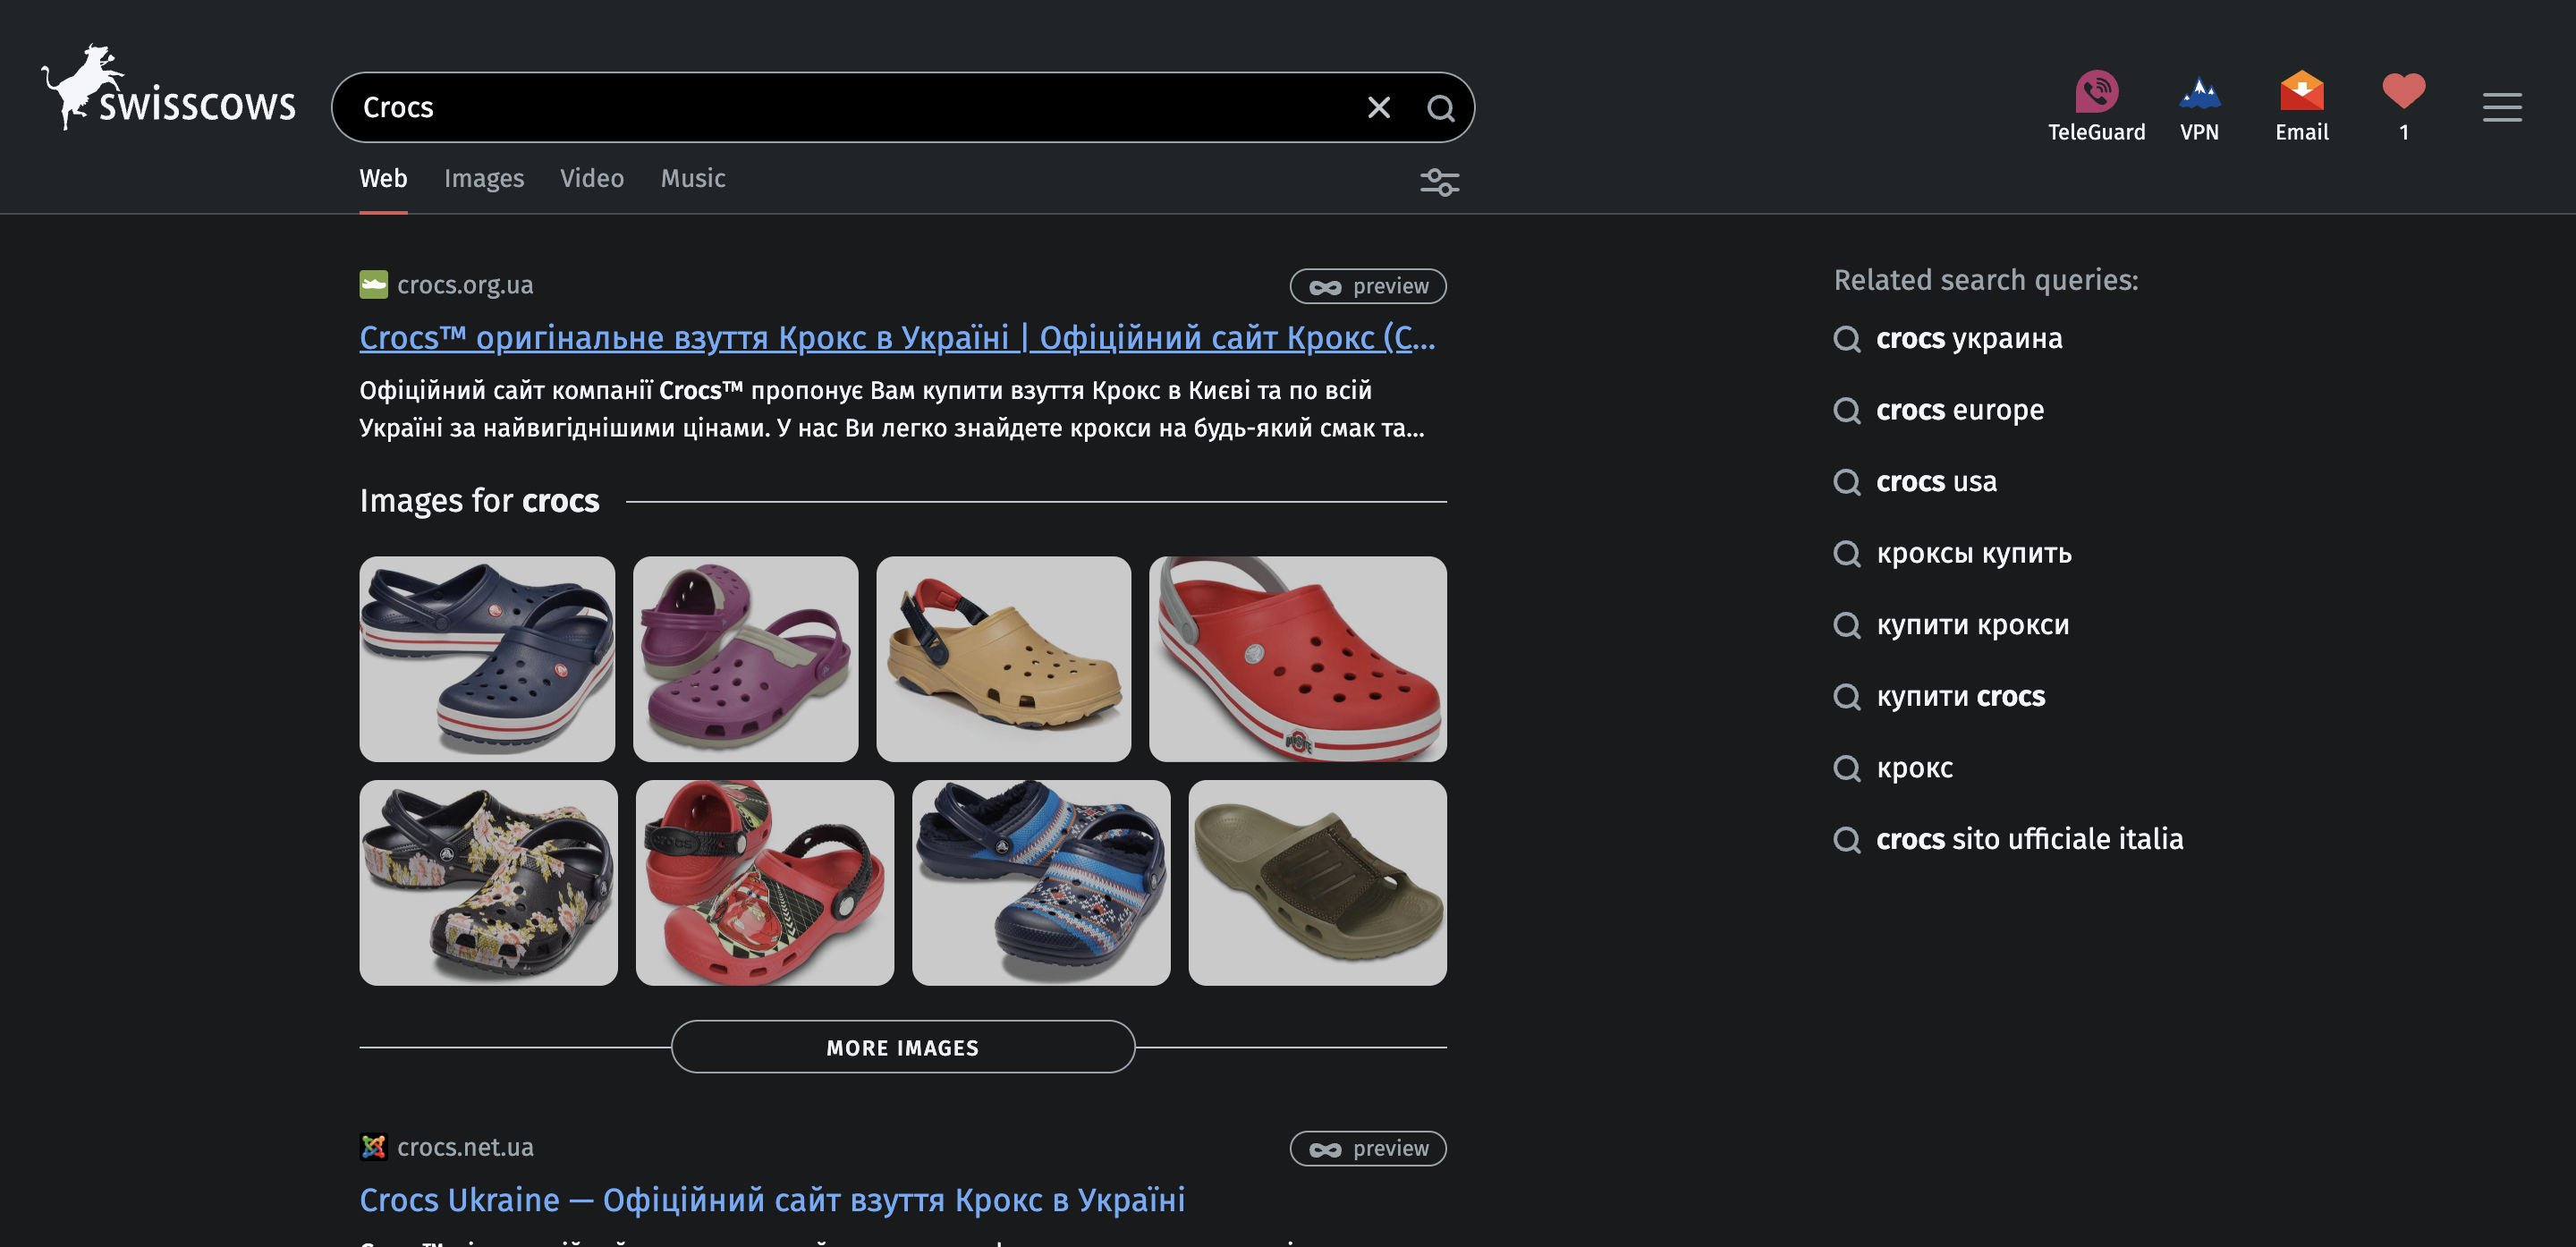 swisscows
Crocs
TeleGuard
VPN
Email
1
Web
Images
Video
Music
crocs.org.ua
preview
Crocs™ оригінальне взуття Крокс в Україні | Офіційний сайт Крокс (C...
Офіційний сайт компанії Crocs™ пропонує Вам купити взуття Крокс в Києві та по всій
Україні за найвигіднішими цінами. У нас Ви легко знайдете крокси на будь-який смак та...
Images for crocs
MORE IMAGES
crocs.net.ua
preview
Crocs Ukraine — Офіційний сайт взуття Крокс в Україні
Related search queries:
crocs украина
crocs europe
crocs usa
кроксы купить
купити крокси
купити crocs
крокс
crocs sito ufficiale italia